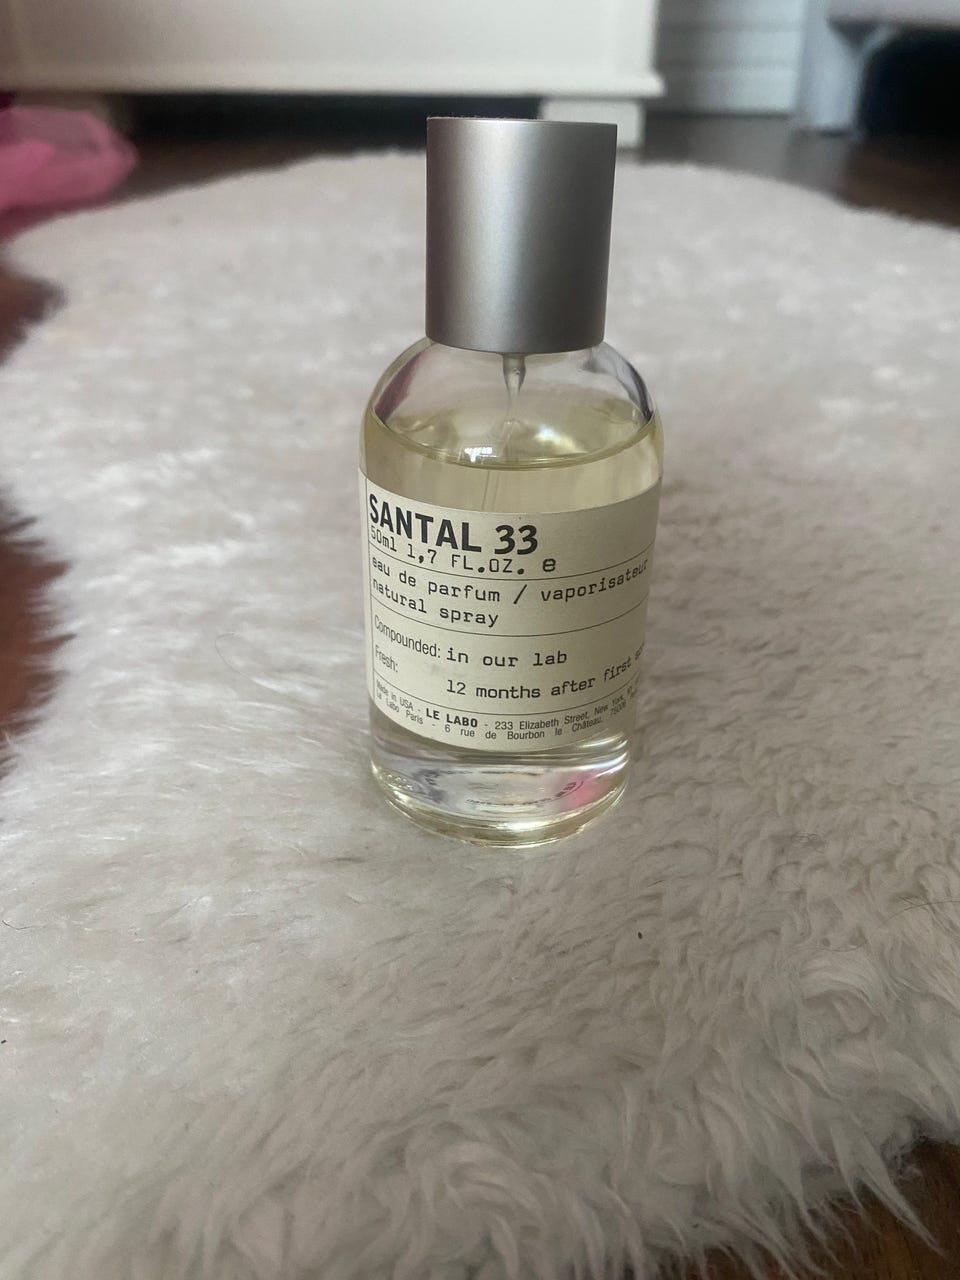 SANTAL 33
50ml 1,7 FL.OZ. e
eau de parfum / vaporisateur
natural spray
Compounded: in our lab
Fresh: 12 months after first
Made in USA - LE LABO - 233 Elizabeth Street, New York,
Le Labo Paris - 6 rue de Bourbon le Château,